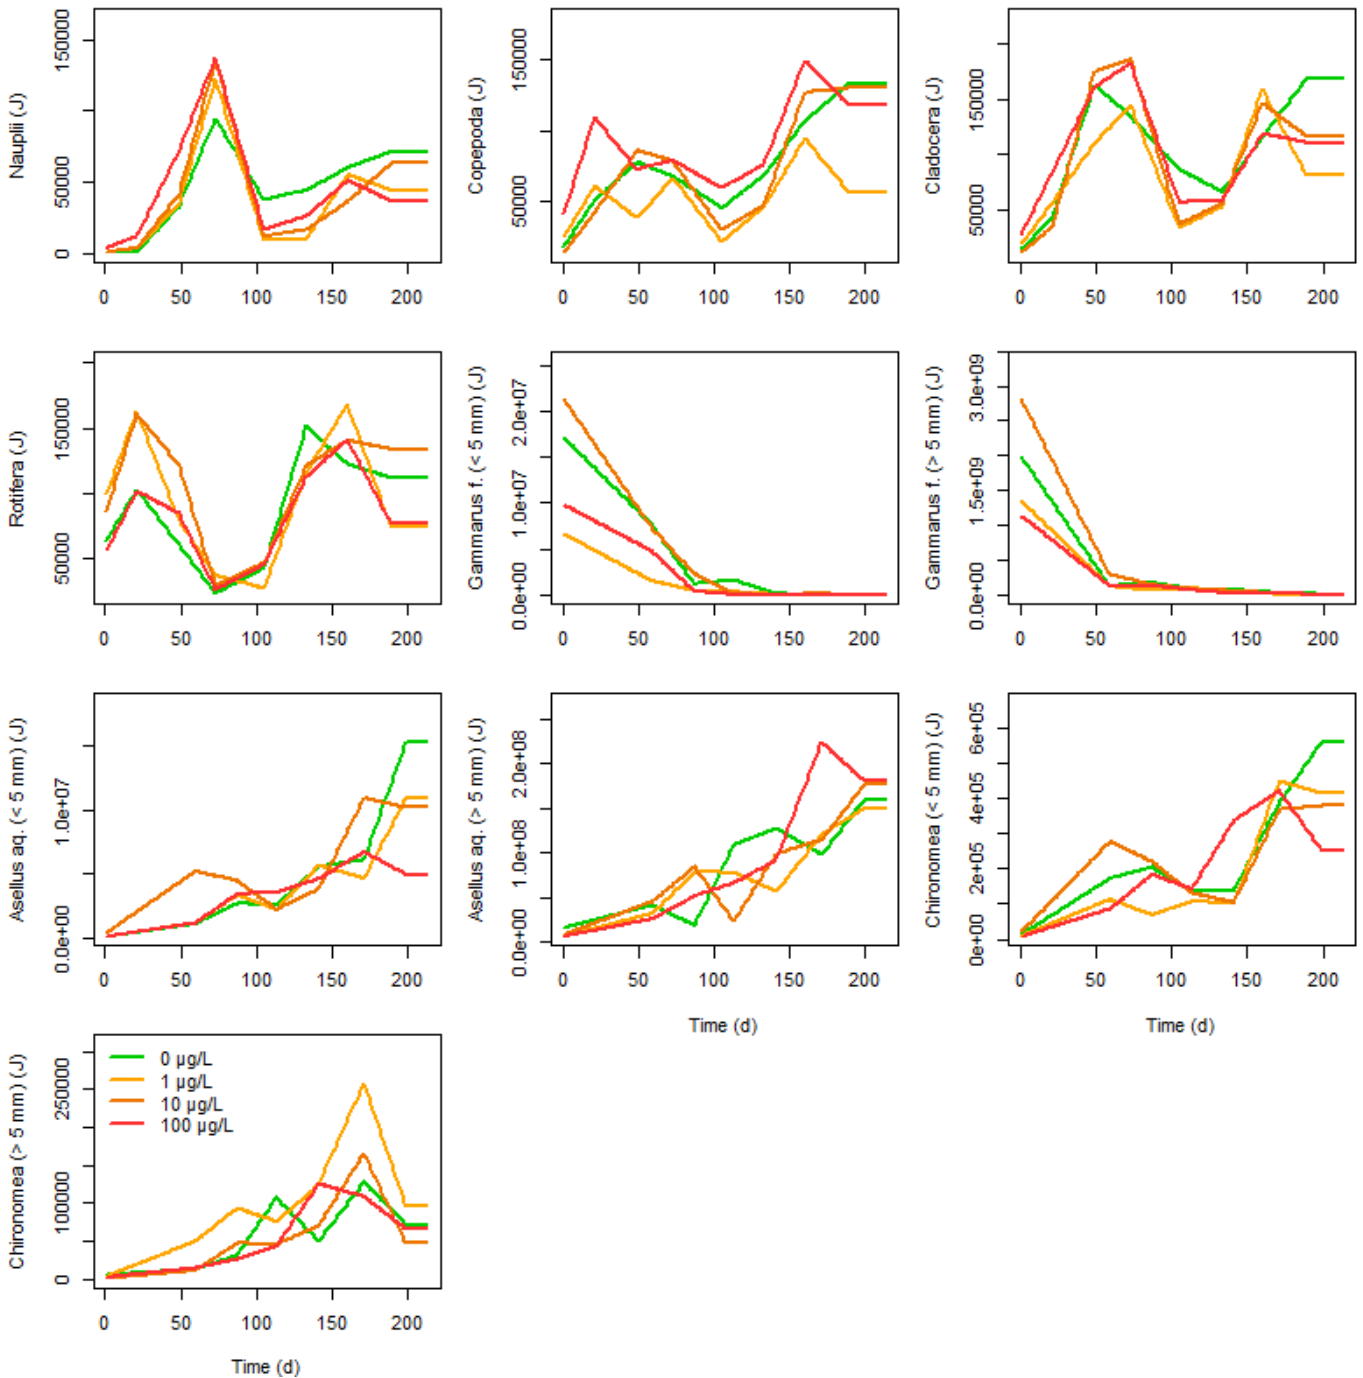 Nauplii (J)
0 50000 150000
0 50 100 150 200
Copepoda (J)
50000 150000
0 50 100 150 200
Cladocera (J)
50000 150000
0 50 100 150 200
Rotifera (J)
50000 150000
0 50 100 150 200
Gammarus f. (< 5 mm) (J)
0.0e+00 1.0e+07 2.0e+07
0 50 100 150 200
Gammarus f. (> 5 mm) (J)
0.0e+00 1.5e+09 3.0e+09
0 50 100 150 200
Asellus aq. (< 5 mm) (J)
0.0e+00 1.0e+07
0 50 100 150 200
Asellus aq. (> 5 mm) (J)
0.0e+00 1.0e+08 2.0e+08
0 50 100 150 200
Time (d)
Chironomea (< 5 mm) (J)
0e+00 2e+05 4e+05 6e+05
0 50 100 150 200
Time (d)
Chironomea (> 5 mm) (J)
0 100000 250000
0 µg/L
1 µg/L
10 µg/L
100 µg/L
0 50 100 150 200
Time (d)